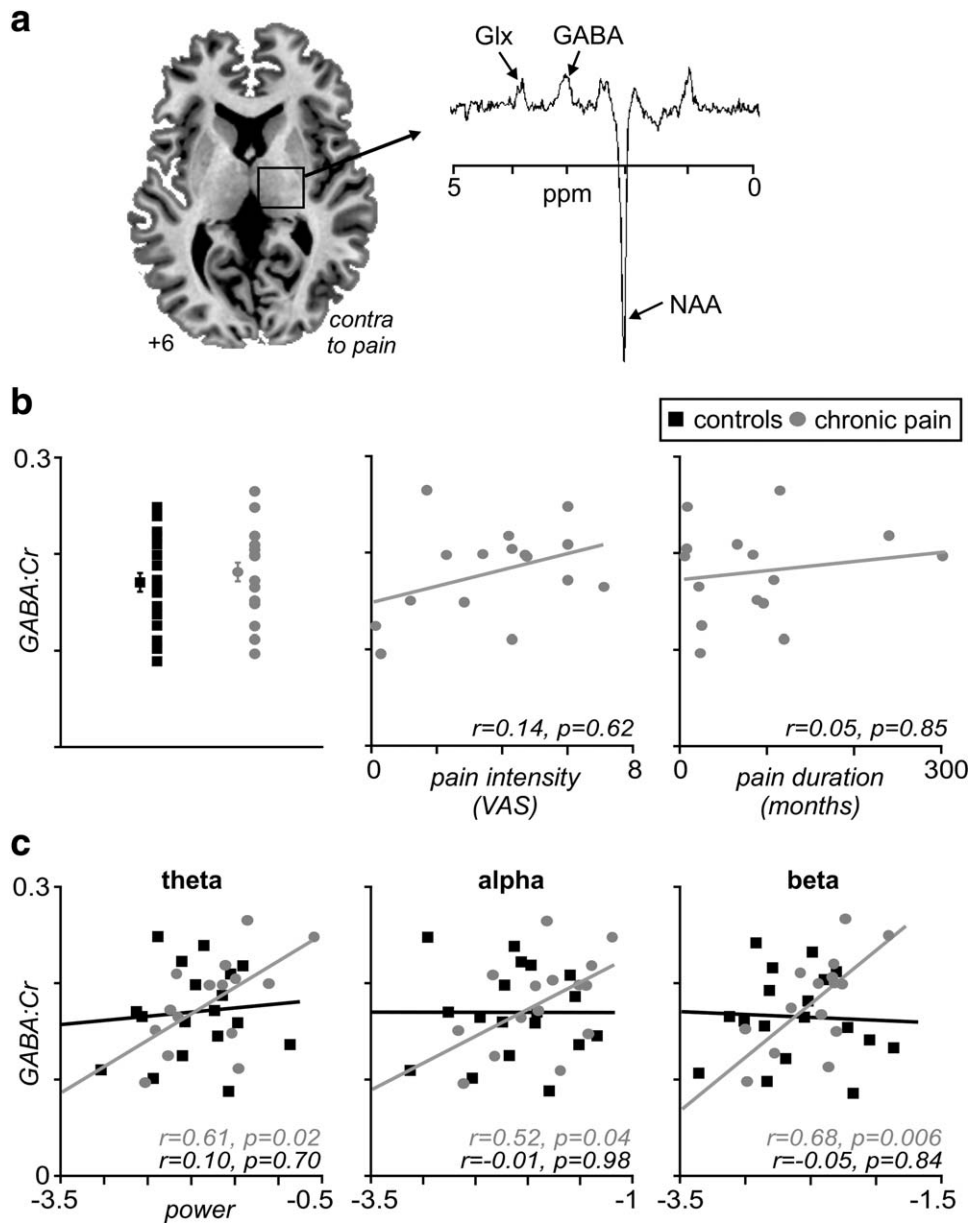 a
Glx
GABA
5
ppm
0
NAA
+6
contra
to pain
b
controls
chronic pain
0.3
GABA:Cr
r=0.14, p=0.62
0
8
pain intensity
(VAS)
r=0.05, p=0.85
0
300
pain duration
(months)
c
theta
alpha
beta
0.3
GABA:Cr
0
r=0.61, p=0.02
r=0.10, p=0.70
-3.5
-0.5
power
r=0.52, p=0.04
r=-0.01, p=0.98
-3.5
-1
r=0.68, p=0.006
r=-0.05, p=0.84
-3.5
-1.5